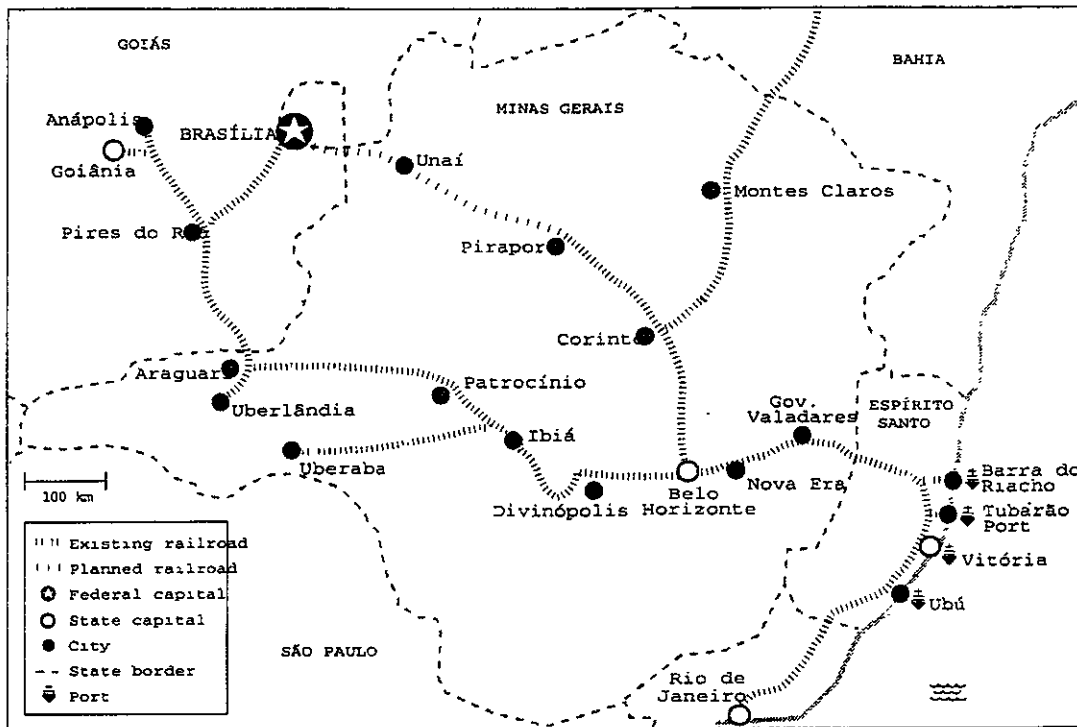 GOIÁS
BAHIA
MINAS GERAIS
Anápolis
BRASÍLIA
Goiânia
Unaí
Montes Claros
Pires do
Pirapor
Corinto
Araguari
Patrocínio
Uberlândia
Gov.
Valadares
ESPÍRITO
SANTO
Ibiá
Uberaba
100 km
Nova Era
Belo
Horizonte
Divinópolis
Barra do
Riacho
Tubarão
Port
Vitória
Ubú
Existing railroad
Planned railroad
Federal capital
State capital
City
State border
Port
SÃO PAULO
Rio de
Janeiro